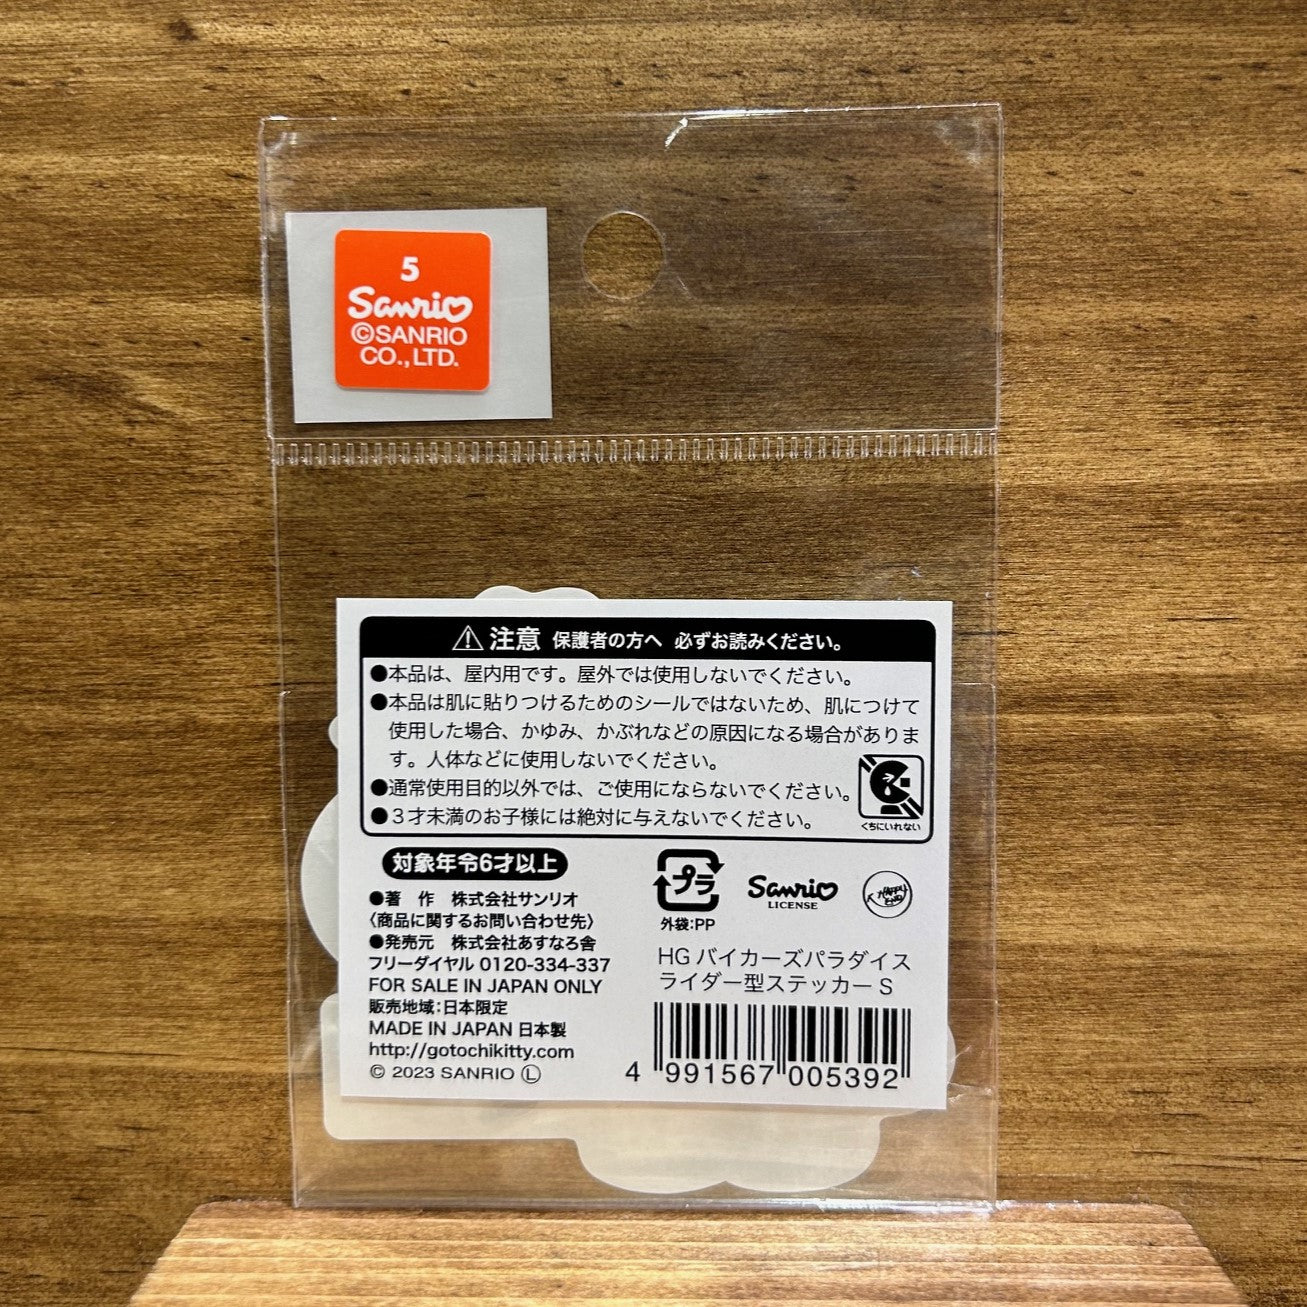 5
Sanrio
©SANRIO
CO., LTD.
⚠注意 保護者の方へ 必ずお読みください。
●本品は、屋内用です。屋外では使用しないでください。
●本品は肌に貼りつけるためのシールではないため、肌につけて
使用した場合、かゆみ、かぶれなどの原因になる場合がありま
す。人体などに使用しないでください。
●通常使用目的以外では、ご使用にならないでください。
●3才未満のお子様には絶対に与えないでください。
くちにいれない
対象年令6才以上
●著　作　株式会社サンリオ
〈商品に関するお問い合わせ先〉
●発売元　株式会社あすなろ舎
フリーダイヤル 0120-334-337
FOR SALE IN JAPAN ONLY
販売地域:日本限定
MADE IN JAPAN 日本製
http://gotochikitty.com
© 2023 SANRIO Ⓛ
プラ
外袋:PP
Sanrio
LICENSE
HAPPY
END
HG バイカーズパラダイス
ライダー型ステッカー S
4 991567 005392